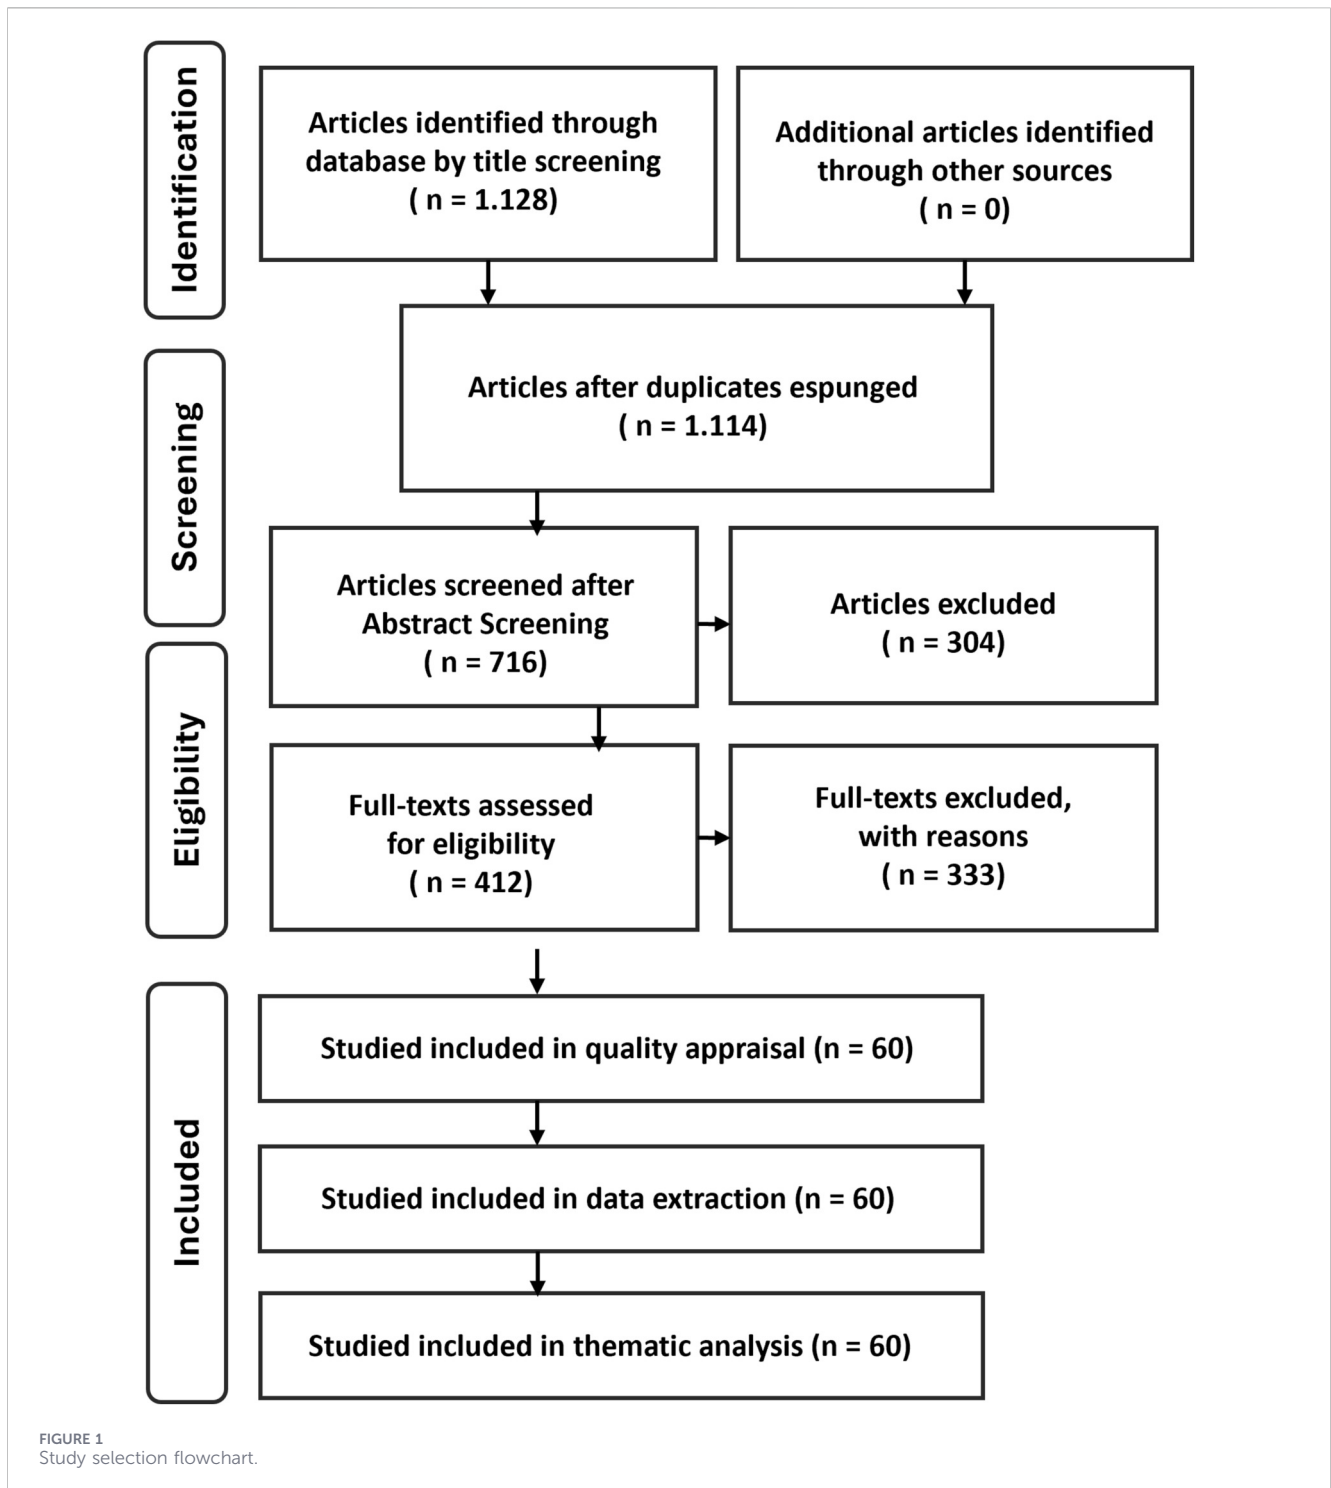 Identification
Articles identified through
database by title screening
( n = 1.128)
Additional articles identified
through other sources
( n = 0)
Screening
Articles after duplicates espunged
( n = 1.114)
Articles screened after
Abstract Screening
( n = 716)
Articles excluded
( n = 304)
Eligibility
Full-texts assessed
for eligibility
( n = 412)
Full-texts excluded,
with reasons
( n = 333)
Included
Studied included in quality appraisal (n = 60)
Studied included in data extraction (n = 60)
Studied included in thematic analysis (n = 60)
FIGURE 1
Study selection flowchart.